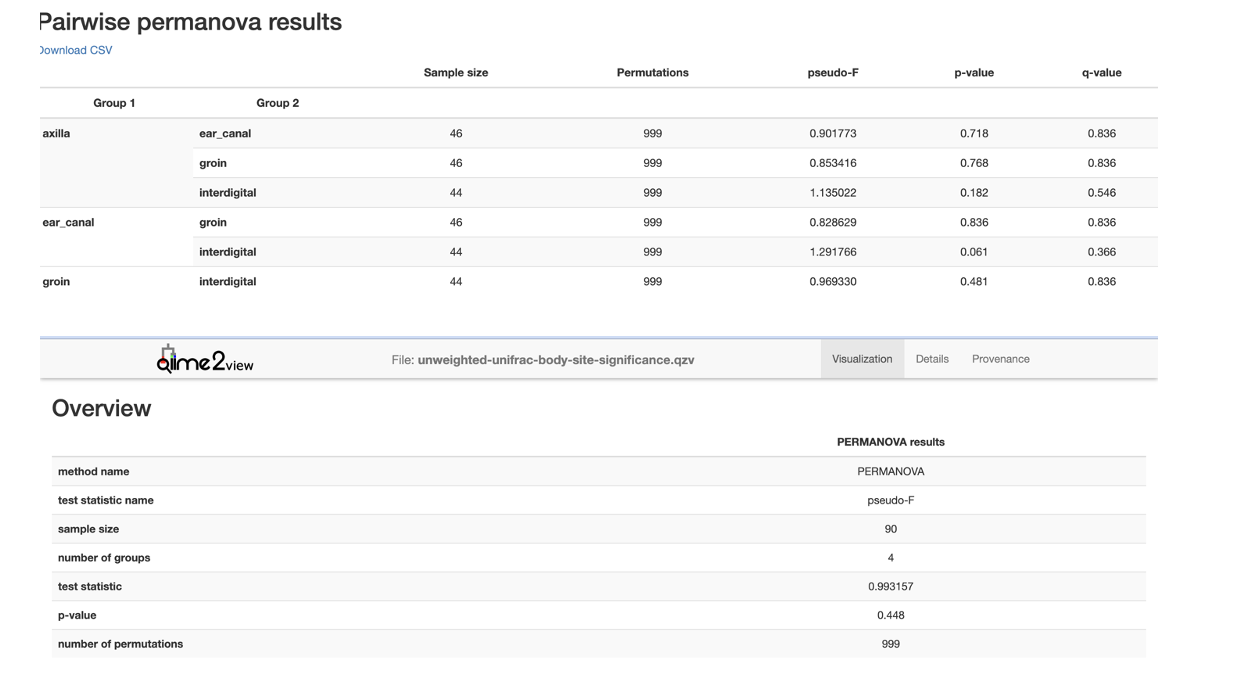 Pairwise permanova results
Download CSV
Sample size Permutations pseudo-F p-value q-value
Group 1 Group 2
axilla ear_canal 46 999 0.901773 0.718 0.836
groin 46 999 0.853416 0.768 0.836
interdigital 44 999 1.135022 0.182 0.546
ear_canal groin 46 999 0.828629 0.836 0.836
interdigital 44 999 1.291766 0.061 0.366
groin interdigital 44 999 0.969330 0.481 0.836
qiime2view File: unweighted-unifrac-body-site-significance.qzv Visualization Details Provenance
Overview
PERMANOVA results
method name PERMANOVA
test statistic name pseudo-F
sample size 90
number of groups 4
test statistic 0.993157
p-value 0.448
number of permutations 999